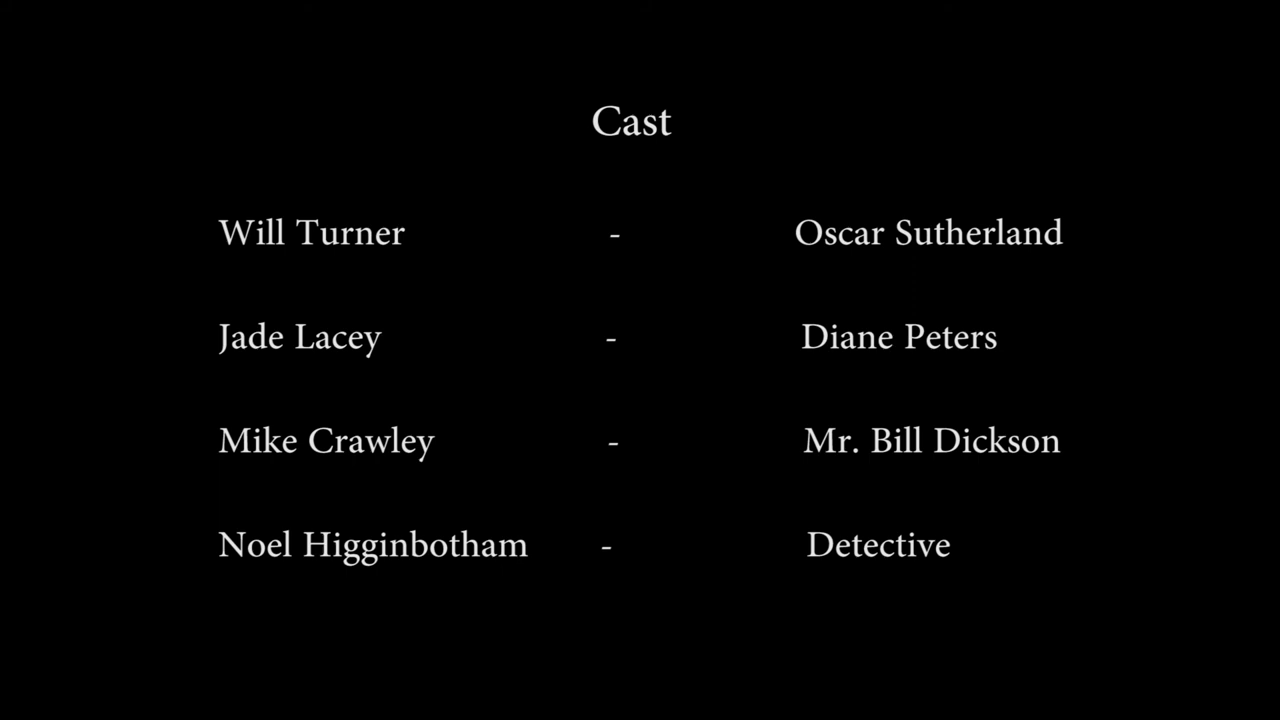 Cast
Will Turner - Oscar Sutherland
Jade Lacey - Diane Peters
Mike Crawley - Mr. Bill Dickson
Noel Higginbotham - Detective